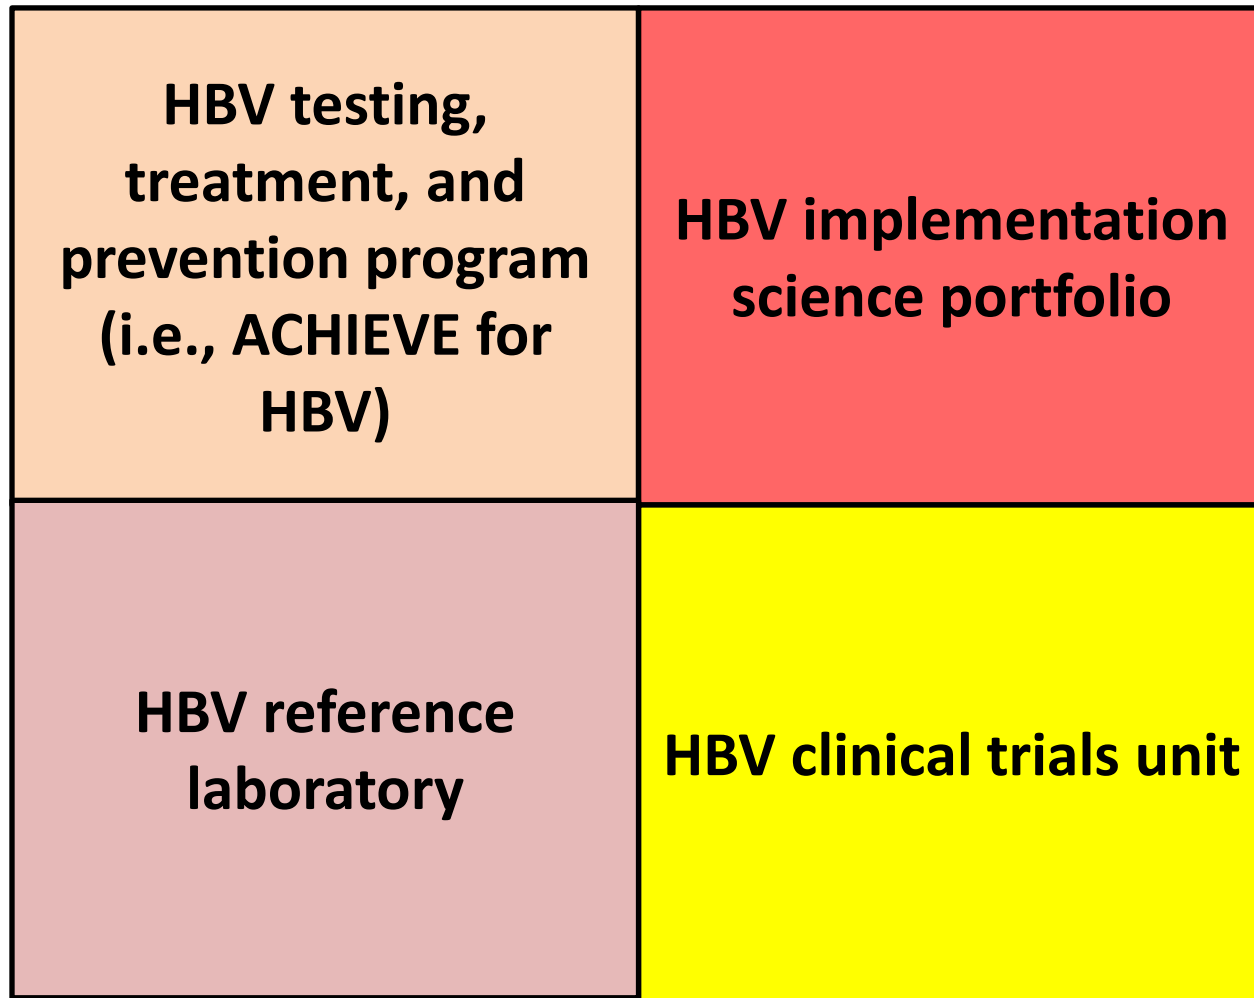 HBV testing,
treatment, and
prevention program
(i.e., ACHIEVE for
HBV)
HBV implementation
science portfolio
HBV reference
laboratory
HBV clinical trials unit